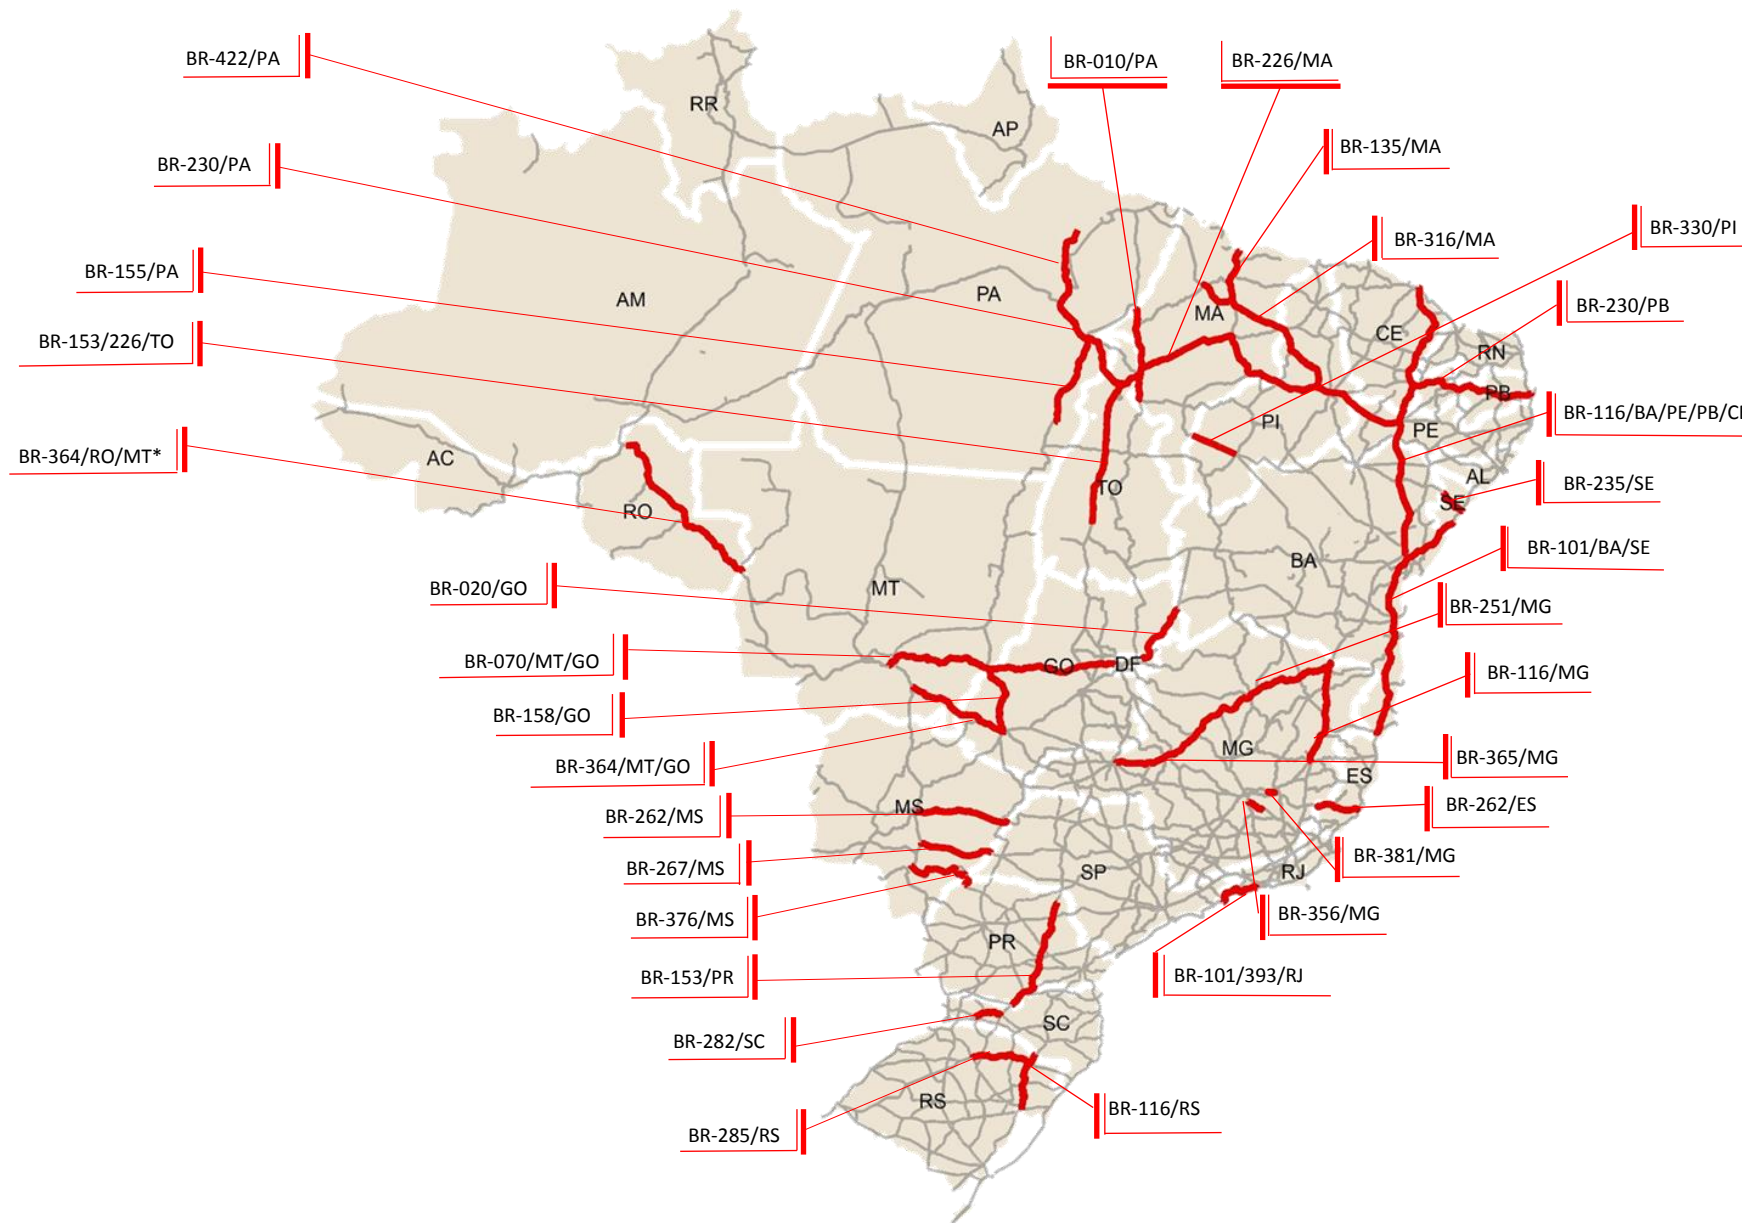 BR-422/PA
BR-010/PA
BR-226/MA
RR
AP
BR-135/MA
BR-230/PA
BR-330/PI
BR-316/MA
BR-155/PA
AM
PA
MA
BR-230/PB
CE
RN
BR-153/226/TO
PB
BR-116/BA/PE/PB/C
PI
PE
BR-364/RO/MT*
AC
TO
AL
BR-235/SE
SE
RO
BR-101/BA/SE
BA
BR-020/GO
MT
BR-251/MG
BR-070/MT/GO
GO
DF
BR-116/MG
BR-158/GO
MG
BR-365/MG
BR-364/MT/GO
ES
MS
BR-262/ES
BR-262/MS
BR-381/MG
BR-267/MS
SP
RJ
BR-376/MS
BR-356/MG
PR
BR-153/PR
BR-101/393/RJ
SC
BR-282/SC
RS
BR-116/RS
BR-285/RS